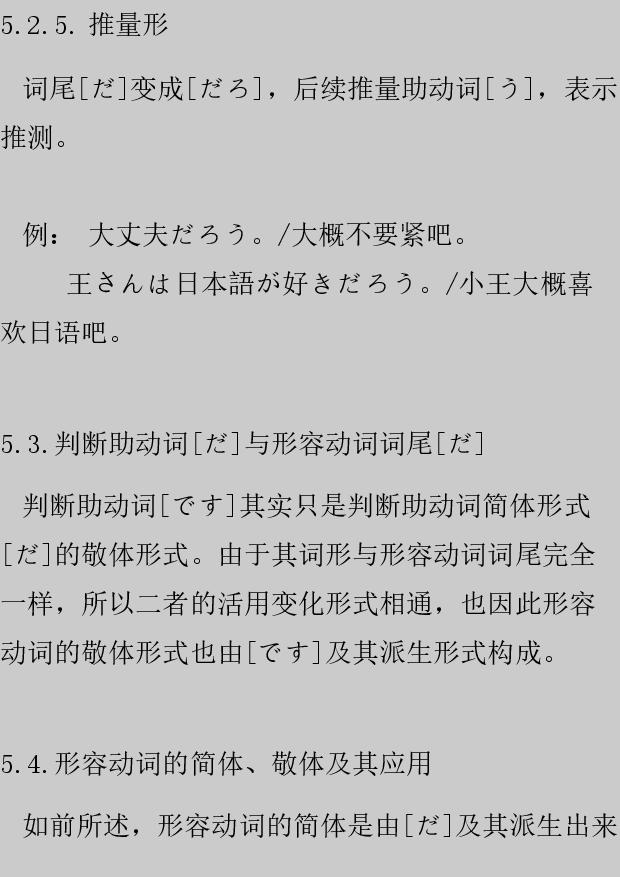 5.2.5. 推量形
词尾[だ]变成[だろ]，后续推量助动词[う]，表示
推测。
例： 大丈夫だろう。/大概不要紧吧。
王さんは日本語が好きだろう。/小王大概喜
欢日语吧。
5.3.判断助动词[だ]与形容动词词尾[だ]
判断助动词[です]其实只是判断助动词简体形式
[だ]的敬体形式。由于其词形与形容动词词尾完全
一样，所以二者的活用变化形式相通，也因此形容
动词的敬体形式也由[です]及其派生形式构成。
5.4.形容动词的简体、敬体及其应用
如前所述，形容动词的简体是由[だ]及其派生出来